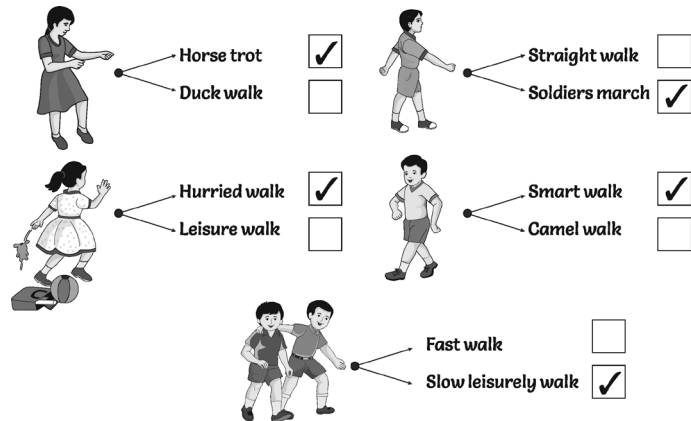 Horse trot
Duck walk
Straight walk
Soldiers march
Hurried walk
Leisure walk
Smart walk
Camel walk
Fast walk
Slow leisurely walk